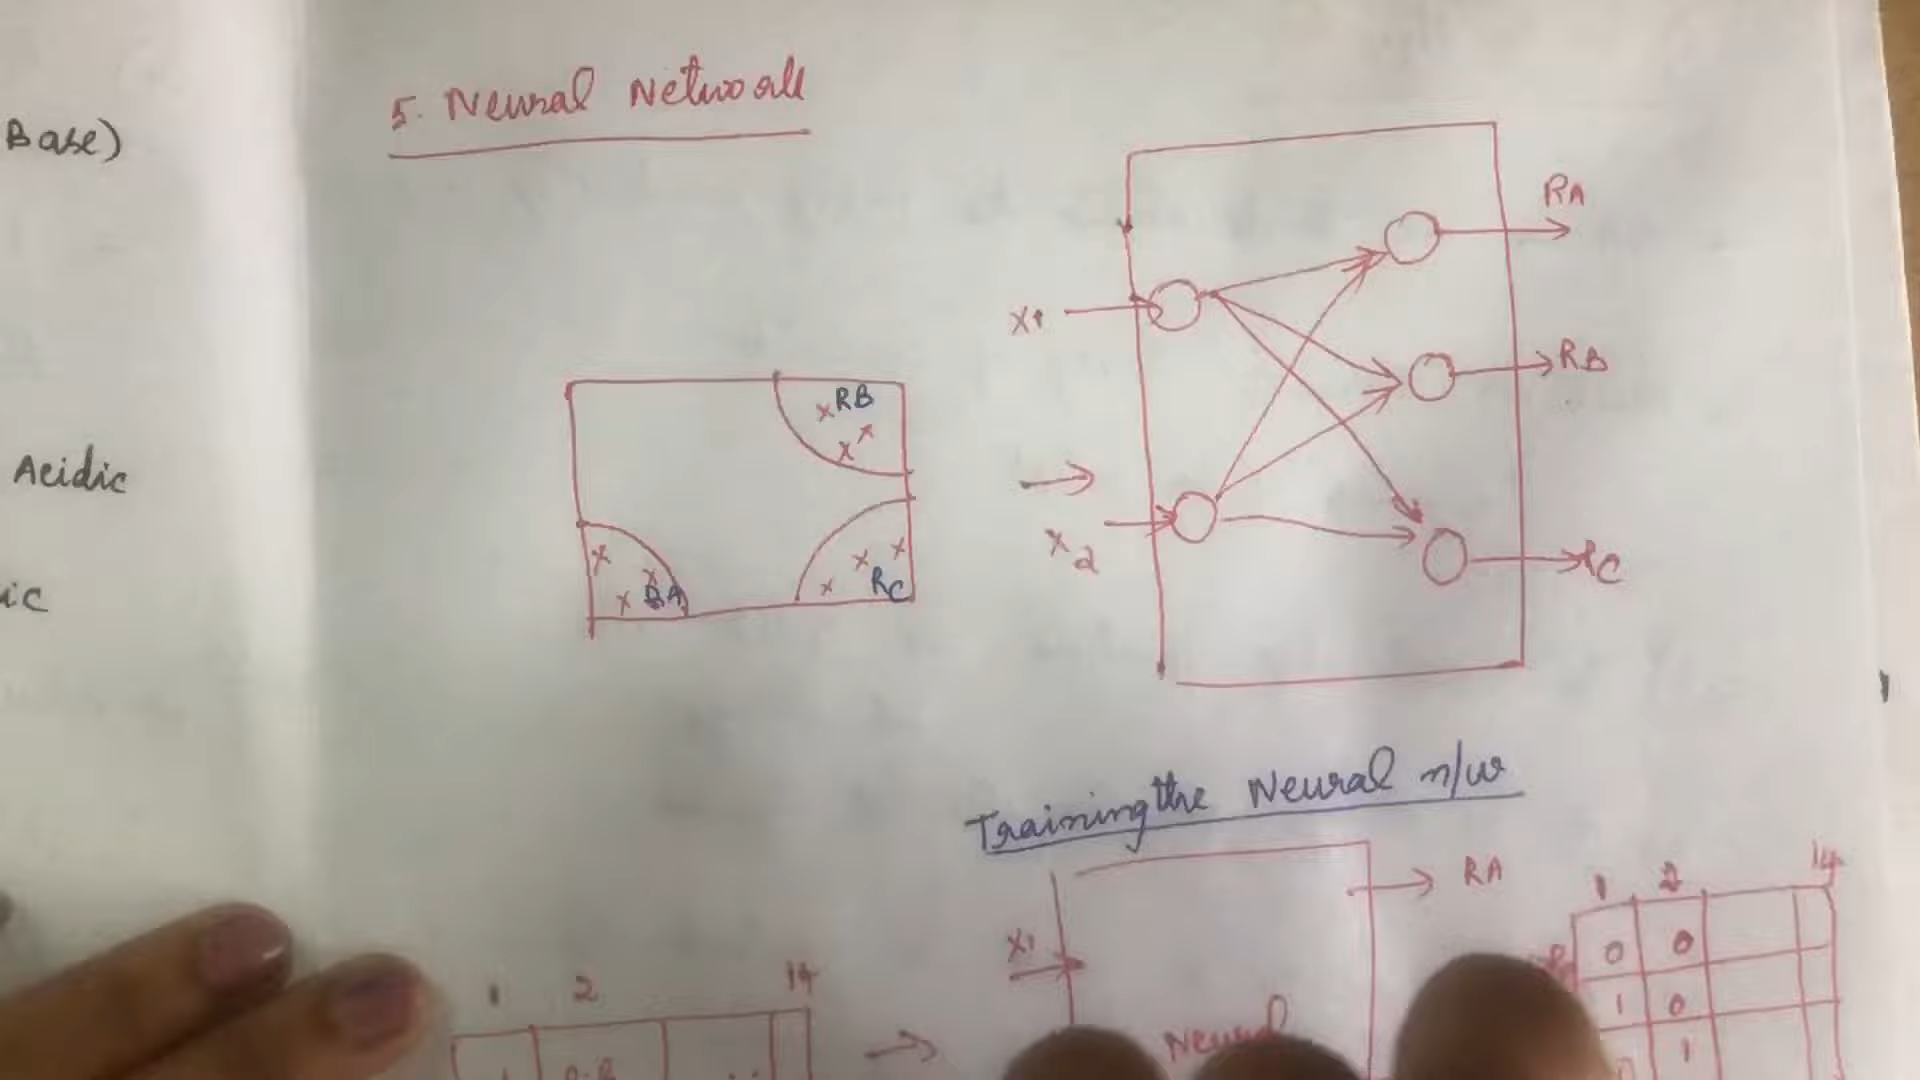 Base)
Acidic
ic
5. Neural Network
RB
RA
RC
X1
X2
RA
RB
RC
Training the Neural n/w
X1
RA
Neural
1 2 14
1 2 14
0 0
1 0
1